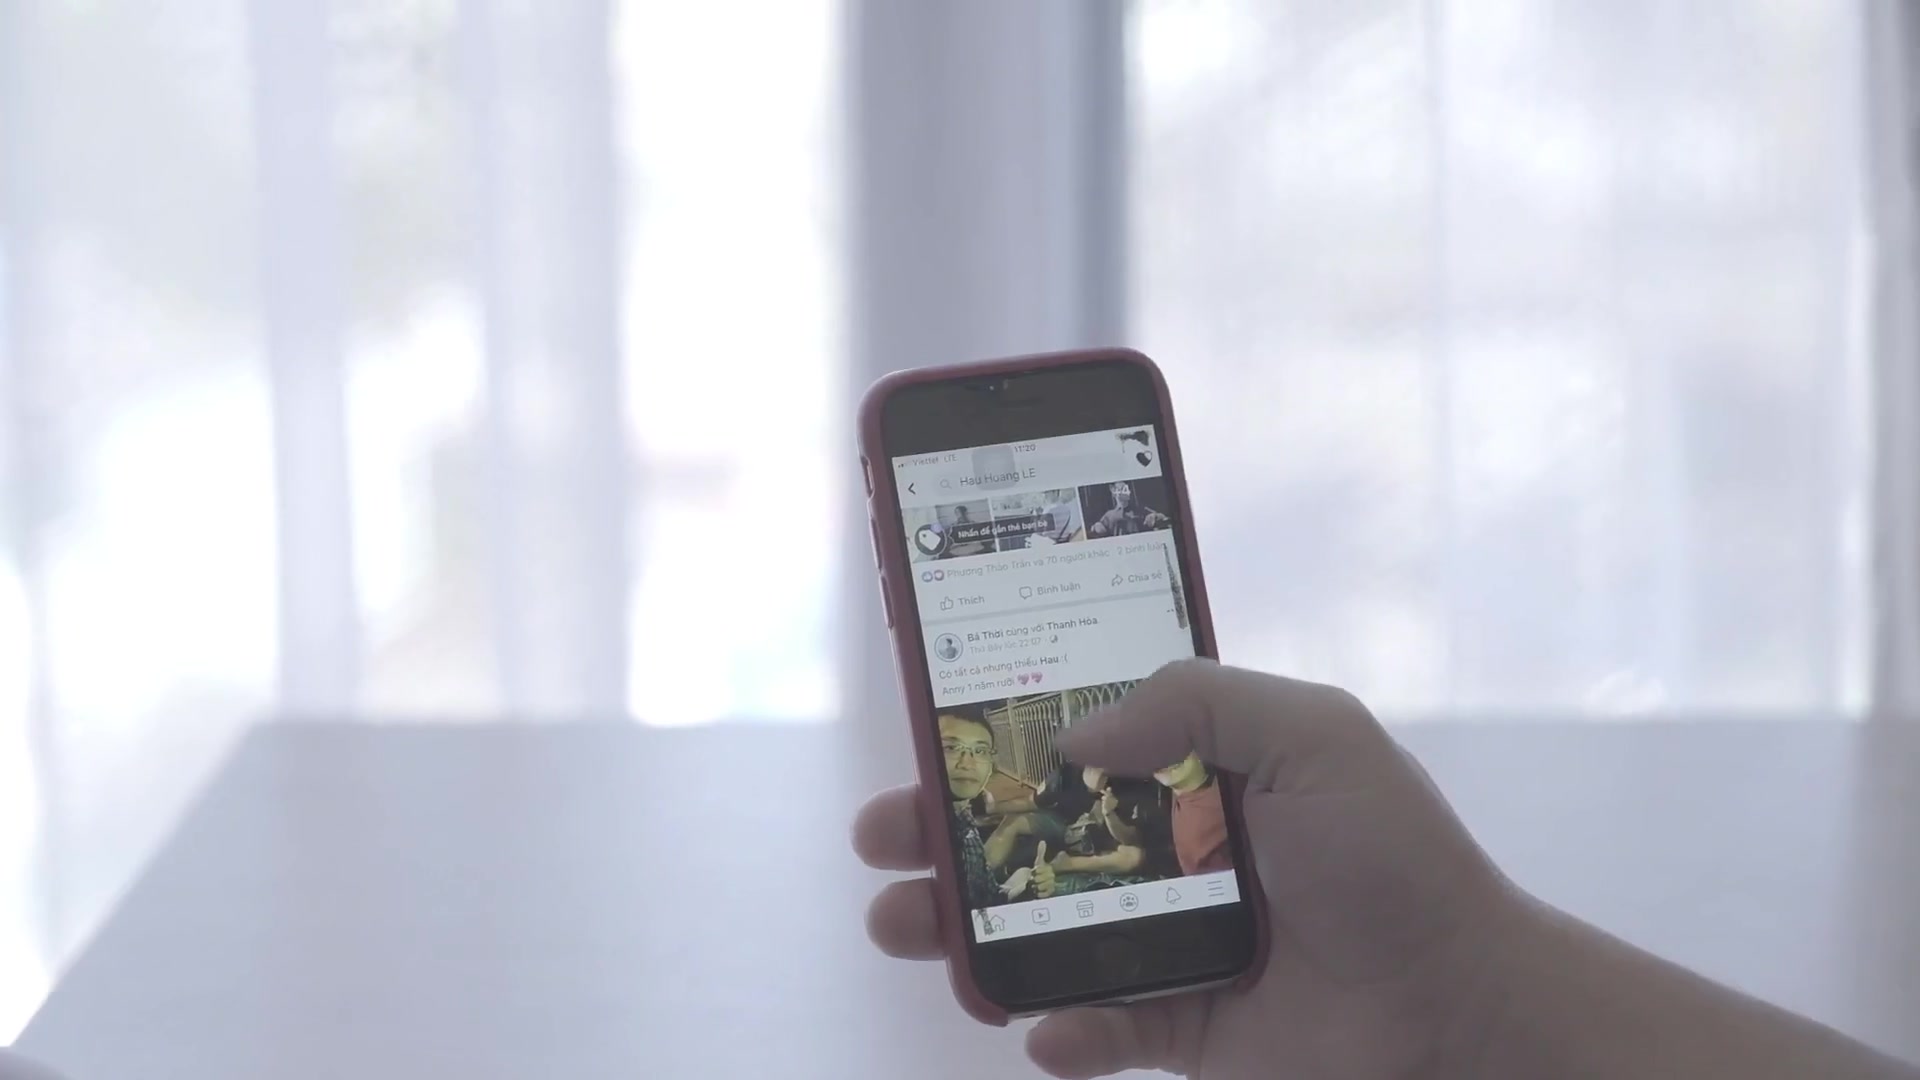 Viettel LTE 11:20
Hau Hoang LE
+4
Nhấn để gắn thẻ bạn bè
Phương Thảo Trần và 70 người khác 2 bình luận
Thích Bình luận Chia sẻ
Bá Thời cùng với Thanh Hòa
Thứ Bảy lúc 22:07
Có tất cả nhưng thiếu Hau :(
Anny 1 năm rưỡi